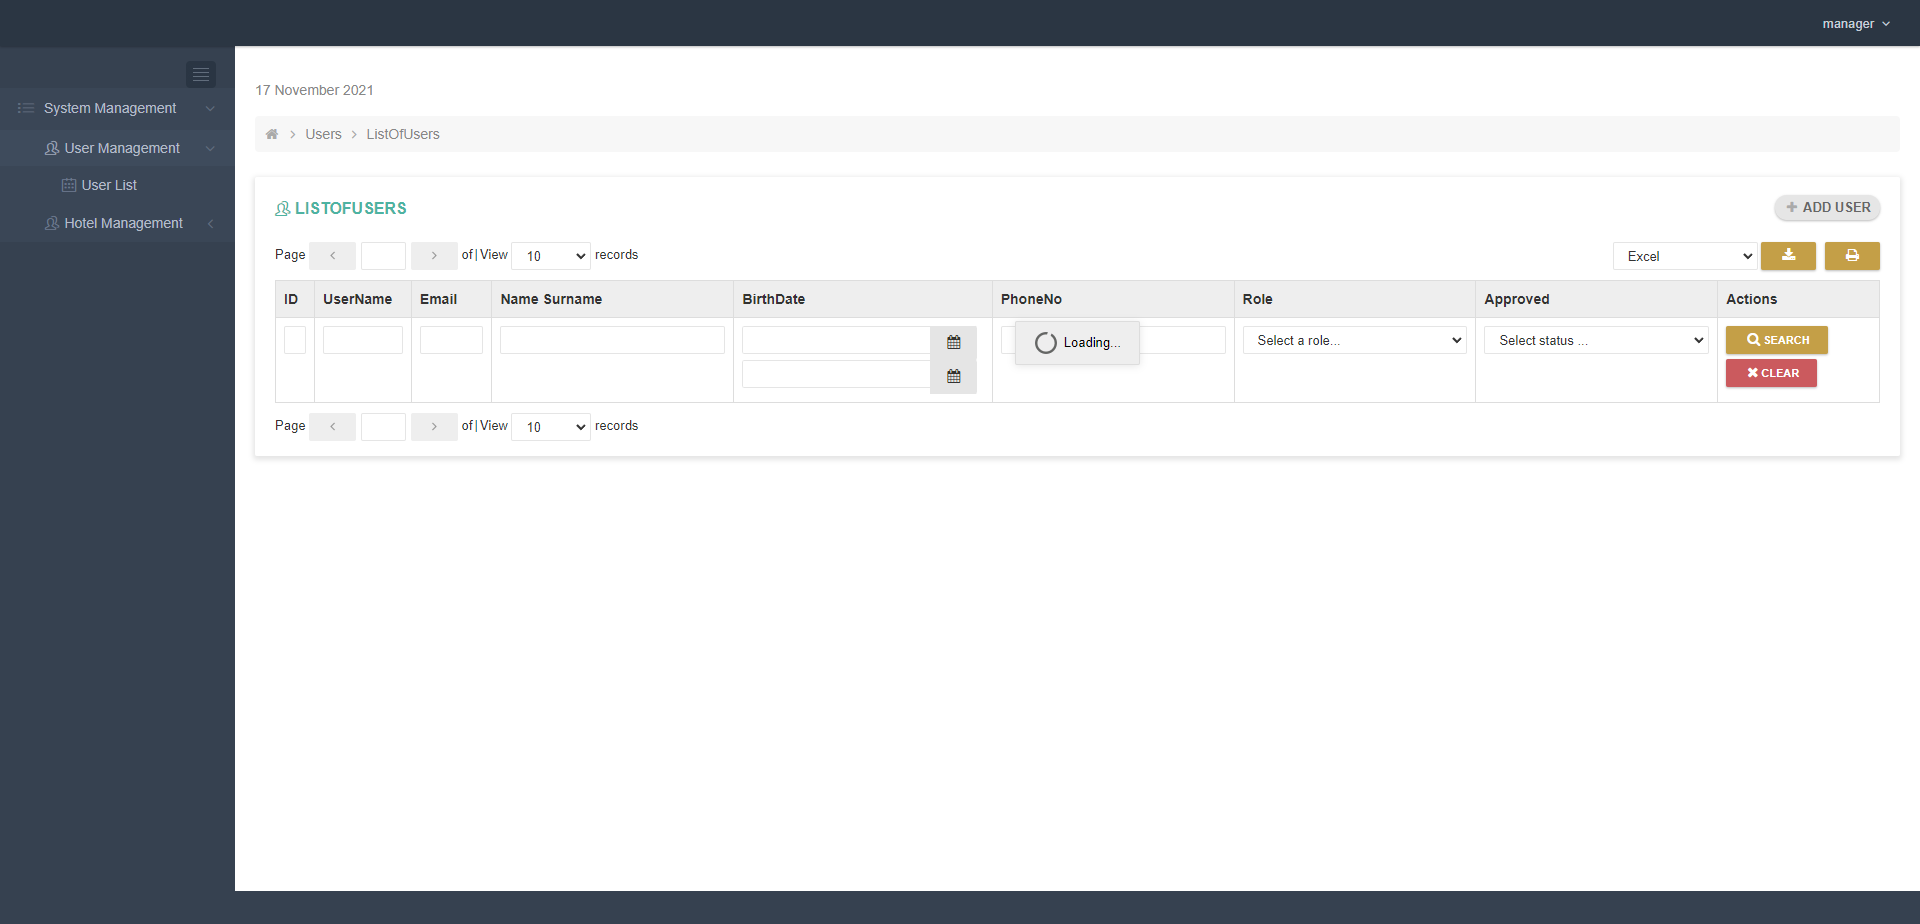 manager
17 November 2021
System Management
Users ListOfUsers
User Management
User List
Hotel Management
LISTOFUSERS
ADD USER
Page of | View 10 records
Excel
ID UserName Email Name Surname BirthDate PhoneNo Role Approved Actions
Loading...
Select a role...
Select status ...
SEARCH
CLEAR
Page of | View 10 records